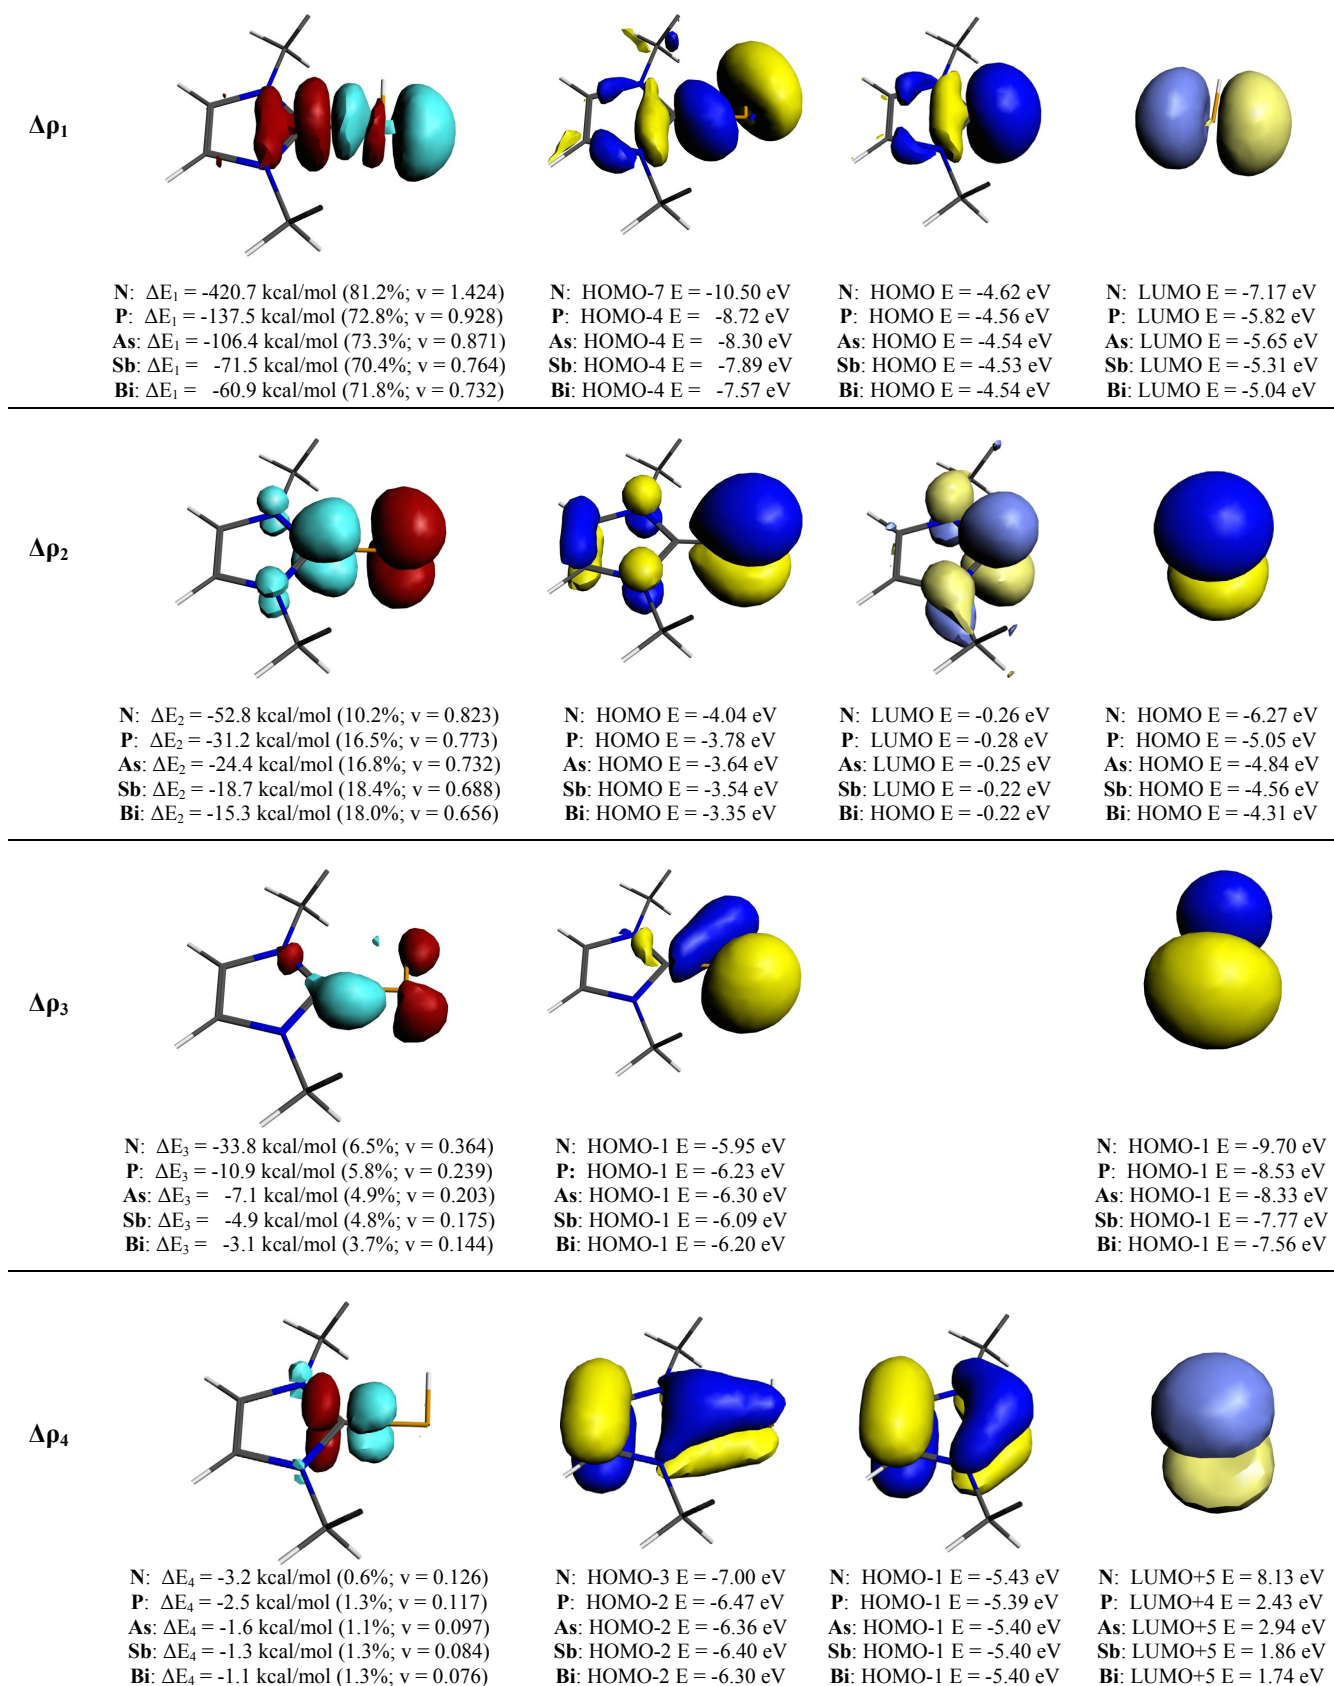 Δρ1
N: ΔE1 = -420.7 kcal/mol (81.2%; v = 1.424)
P: ΔE1 = -137.5 kcal/mol (72.8%; v = 0.928)
As: ΔE1 = -106.4 kcal/mol (73.3%; v = 0.871)
Sb: ΔE1 = -71.5 kcal/mol (70.4%; v = 0.764)
Bi: ΔE1 = -60.9 kcal/mol (71.8%; v = 0.732)
N: HOMO-7 E = -10.50 eV
P: HOMO-4 E = -8.72 eV
As: HOMO-4 E = -8.30 eV
Sb: HOMO-4 E = -7.89 eV
Bi: HOMO-4 E = -7.57 eV
N: HOMO E = -4.62 eV
P: HOMO E = -4.56 eV
As: HOMO E = -4.54 eV
Sb: HOMO E = -4.53 eV
Bi: HOMO E = -4.54 eV
N: LUMO E = -7.17 eV
P: LUMO E = -5.82 eV
As: LUMO E = -5.65 eV
Sb: LUMO E = -5.31 eV
Bi: LUMO E = -5.04 eV
Δρ2
N: ΔE2 = -52.8 kcal/mol (10.2%; v = 0.823)
P: ΔE2 = -31.2 kcal/mol (16.5%; v = 0.773)
As: ΔE2 = -24.4 kcal/mol (16.8%; v = 0.732)
Sb: ΔE2 = -18.7 kcal/mol (18.4%; v = 0.688)
Bi: ΔE2 = -15.3 kcal/mol (18.0%; v = 0.656)
N: HOMO E = -4.04 eV
P: HOMO E = -3.78 eV
As: HOMO E = -3.64 eV
Sb: HOMO E = -3.54 eV
Bi: HOMO E = -3.35 eV
N: LUMO E = -0.26 eV
P: LUMO E = -0.28 eV
As: LUMO E = -0.25 eV
Sb: LUMO E = -0.22 eV
Bi: HOMO E = -0.22 eV
N: HOMO E = -6.27 eV
P: HOMO E = -5.05 eV
As: HOMO E = -4.84 eV
Sb: HOMO E = -4.56 eV
Bi: HOMO E = -4.31 eV
Δρ3
N: ΔE3 = -33.8 kcal/mol (6.5%; v = 0.364)
P: ΔE3 = -10.9 kcal/mol (5.8%; v = 0.239)
As: ΔE3 = -7.1 kcal/mol (4.9%; v = 0.203)
Sb: ΔE3 = -4.9 kcal/mol (4.8%; v = 0.175)
Bi: ΔE3 = -3.1 kcal/mol (3.7%; v = 0.144)
N: HOMO-1 E = -5.95 eV
P: HOMO-1 E = -6.23 eV
As: HOMO-1 E = -6.30 eV
Sb: HOMO-1 E = -6.09 eV
Bi: HOMO-1 E = -6.20 eV
N: HOMO-1 E = -9.70 eV
P: HOMO-1 E = -8.53 eV
As: HOMO-1 E = -8.33 eV
Sb: HOMO-1 E = -7.77 eV
Bi: HOMO-1 E = -7.56 eV
Δρ4
N: ΔE4 = -3.2 kcal/mol (0.6%; v = 0.126)
P: ΔE4 = -2.5 kcal/mol (1.3%; v = 0.117)
As: ΔE4 = -1.6 kcal/mol (1.1%; v = 0.097)
Sb: ΔE4 = -1.3 kcal/mol (1.3%; v = 0.084)
Bi: ΔE4 = -1.1 kcal/mol (1.3%; v = 0.076)
N: HOMO-3 E = -7.00 eV
P: HOMO-2 E = -6.47 eV
As: HOMO-2 E = -6.36 eV
Sb: HOMO-2 E = -6.40 eV
Bi: HOMO-2 E = -6.30 eV
N: HOMO-1 E = -5.43 eV
P: HOMO-1 E = -5.39 eV
As: HOMO-1 E = -5.40 eV
Sb: HOMO-1 E = -5.40 eV
Bi: HOMO-1 E = -5.40 eV
N: LUMO+5 E = 8.13 eV
P: LUMO+4 E = 2.43 eV
As: LUMO+5 E = 2.94 eV
Sb: LUMO+5 E = 1.86 eV
Bi: LUMO+5 E = 1.74 eV